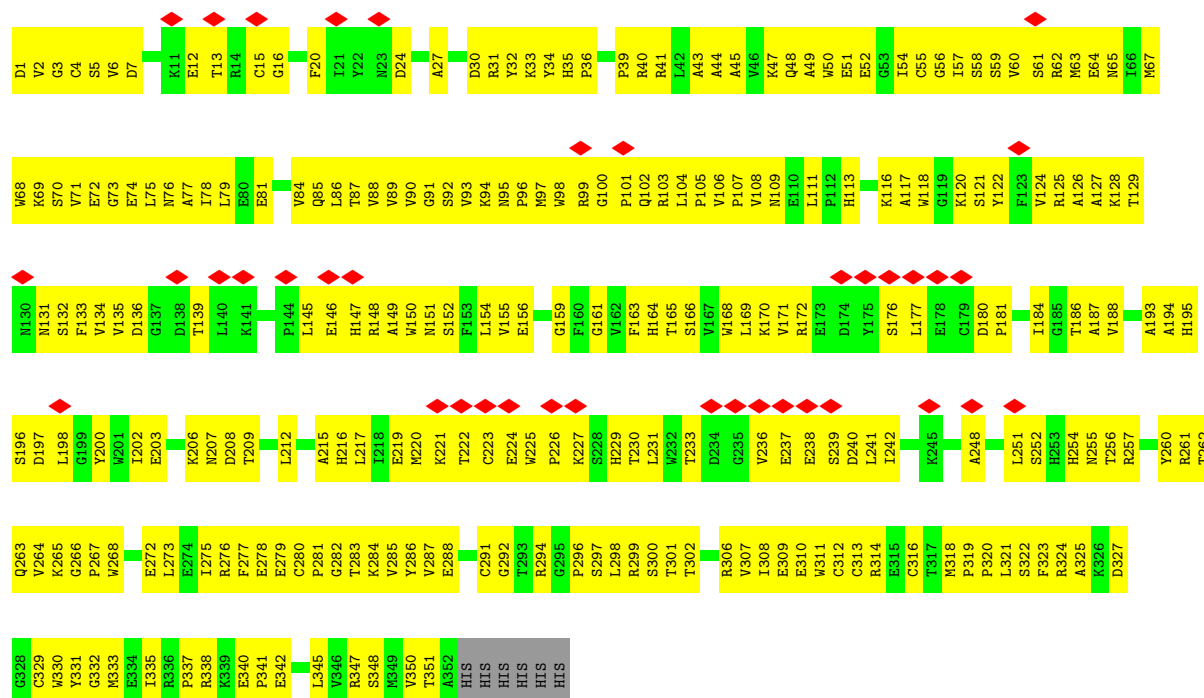 D1 V2 G3 C4 S5 V6 D7 K11 E12 T13 R14 C15 G16 F20 I21 Y22 N23 D24 A27 D30 R31 Y32 K33 Y34 H35 P36 P39 R40 R41 L42 A43 A44 A45 V46 K47 Q48 A49 W50 E51 E52 G53 I54 C55 G56 I57 S58 S59 V60 S61 R62 M63 E64 N65 I66 M67
W68 K69 S70 V71 E72 G73 E74 L75 N76 A77 I78 L79 E80 E81 V84 Q85 L86 T87 V88 V89 V90 G91 S92 V93 K94 N95 P96 M97 W98 R99 G100 P101 Q102 R103 L104 P105 V106 P107 V108 N109 E110 L111 P112 H113 K116 A117 W118 G119 K120 S121 Y122 F123 V124 R125 A126 A127 K128 T129
N130 N131 S132 F133 V134 V135 D136 G137 D138 T139 L140 K141 P144 L145 E146 H147 R148 A149 W150 N151 S152 F153 L154 V155 E156 G159 F160 G161 V162 F163 H164 T165 S166 V167 W168 L169 K170 V171 R172 E173 D174 Y175 S176 L177 E178 C179 D180 P181 I184 G185 T186 A187 V188 A193 A194 H195
S196 D197 L198 G199 Y200 W201 I202 E203 K206 N207 D208 T209 L212 A215 H216 L217 I218 E219 M220 K221 T222 C223 E224 W225 P226 K227 S228 H229 T230 L231 W232 T233 D234 G235 V236 E237 E238 S239 D240 L241 I242 K245 A248 L251 S252 H253 H254 N255 T256 R257 Y260 R261 T262
Q263 V264 K265 G266 P267 W268 E272 L273 E274 I275 R276 F277 E278 E279 C280 P281 G282 T283 K284 V285 Y286 V287 E288 C291 G292 T293 R294 G295 P296 S297 L298 R299 S300 T301 T302 R306 V307 I308 E309 E310 W311 C312 C313 R314 E315 C316 T317 M318 P319 P320 L321 S322 F323 R324 A325 K326 D327
G328 C329 W330 Y331 G332 M333 E334 I335 R336 P337 R338 K339 E340 P341 E342 L345 V346 R347 S348 M349 V350 T351 A352 HIS HIS HIS HIS HIS HIS